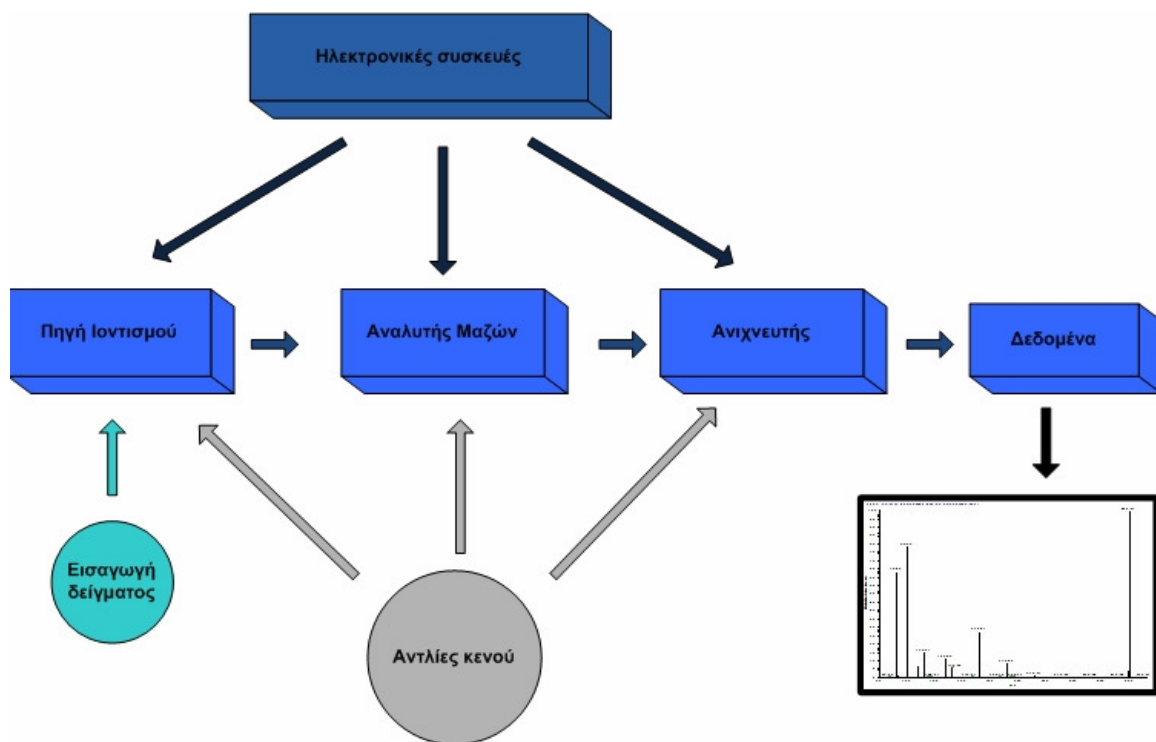 Ηλεκτρονικές συσκευές
Πηγή Ιοντισμού
Αναλυτής Μαζών
Ανιχνευτής
Δεδομένα
Εισαγωγή
δείγματος
Αντλίες κενού